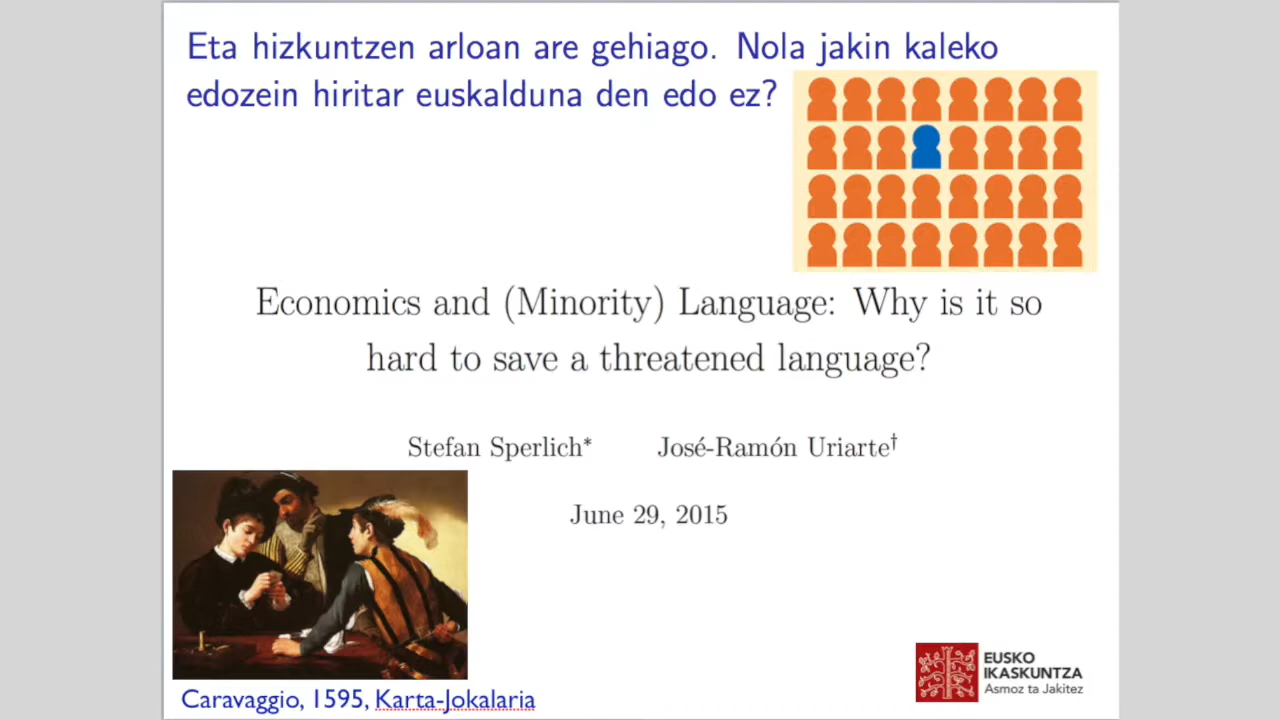 Eta hizkuntzen arloan are gehiago. Nola jakin kaleko
edozein hiritar euskalduna den edo ez?
Economics and (Minority) Language: Why is it so
hard to save a threatened language?
Stefan Sperlich* José-Ramón Uriarte†
June 29, 2015
Caravaggio, 1595, Karta-Jokalaria
EUSKO
IKASKUNTZA
Asmoz ta Jakitez